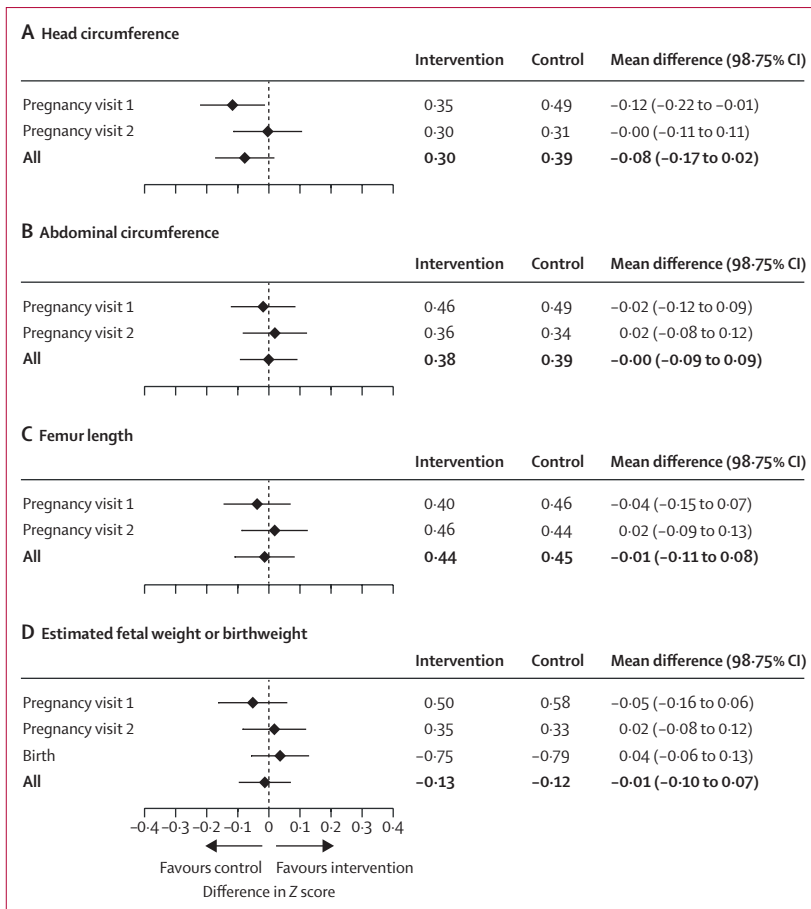 A Head circumference
Intervention Control Mean difference (98·75% CI)
Pregnancy visit 1 0·35 0·49 –0·12 (–0·22 to –0·01)
Pregnancy visit 2 0·30 0·31 –0·00 (–0·11 to 0·11)
All 0·30 0·39 –0·08 (–0·17 to 0·02)
B Abdominal circumference
Intervention Control Mean difference (98·75% CI)
Pregnancy visit 1 0·46 0·49 –0·02 (–0·12 to 0·09)
Pregnancy visit 2 0·36 0·34 0·02 (–0·08 to 0·12)
All 0·38 0·39 –0·00 (–0·09 to 0·09)
C Femur length
Intervention Control Mean difference (98·75% CI)
Pregnancy visit 1 0·40 0·46 –0·04 (–0·15 to 0·07)
Pregnancy visit 2 0·46 0·44 0·02 (–0·09 to 0·13)
All 0·44 0·45 –0·01 (–0·11 to 0·08)
D Estimated fetal weight or birthweight
Intervention Control Mean difference (98·75% CI)
Pregnancy visit 1 0·50 0·58 –0·05 (–0·16 to 0·06)
Pregnancy visit 2 0·35 0·33 0·02 (–0·08 to 0·12)
Birth –0·75 –0·79 0·04 (–0·06 to 0·13)
All –0·13 –0·12 –0·01 (–0·10 to 0·07)
–0·4 –0·3 –0·2 –0·1 0 0·1 0·2 0·3 0·4
Favours control Favours intervention
Difference in Z score